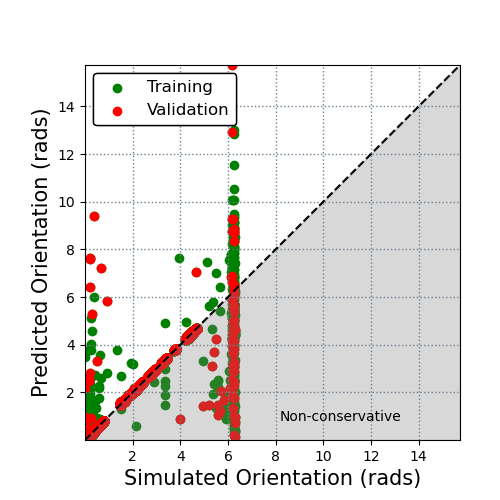 Training
Validation
Predicted Orientation (rads)
14
12
10
8
6
4
2
Non-conservative
2 4 6 8 10 12 14
Simulated Orientation (rads)